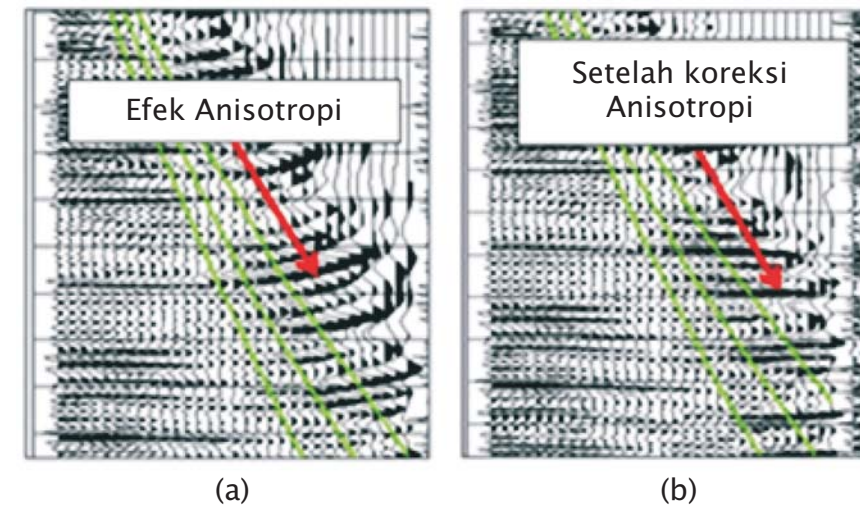 Efek Anisotropi
Setelah koreksi
Anisotropi
(a)
(b)